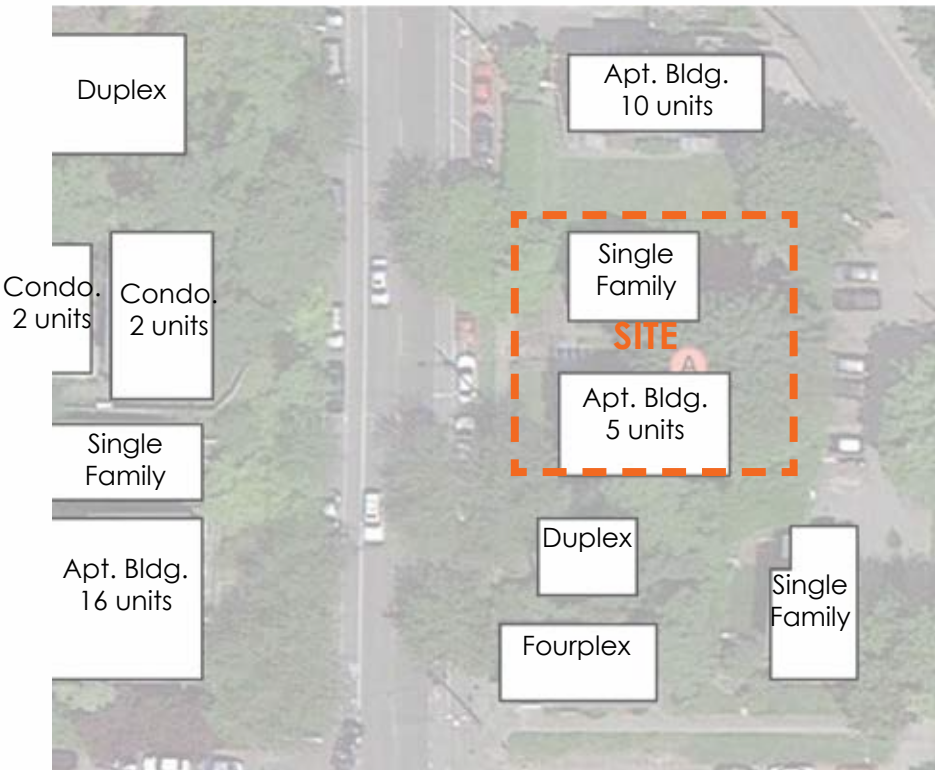 Duplex
Apt. Bldg.
10 units
Single
Family
Condo.
2 units
Condo.
2 units
SITE
A
Apt. Bldg.
5 units
Single
Family
Apt. Bldg.
16 units
Duplex
Single
Family
Fourplex